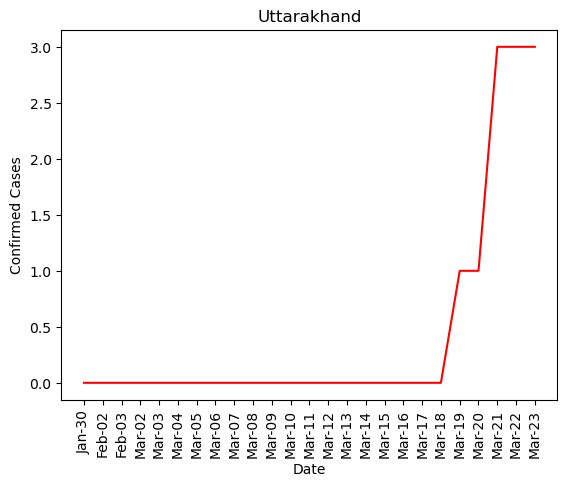 Uttarakhand
Confirmed Cases
3.0
2.5
2.0
1.5
1.0
0.5
0.0
Jan-30
Feb-02
Feb-03
Mar-02
Mar-03
Mar-04
Mar-05
Mar-06
Mar-07
Mar-08
Mar-09
Mar-10
Mar-11
Mar-12
Mar-13
Mar-14
Mar-15
Mar-16
Mar-17
Mar-18
Mar-19
Mar-20
Mar-21
Mar-22
Mar-23
Date